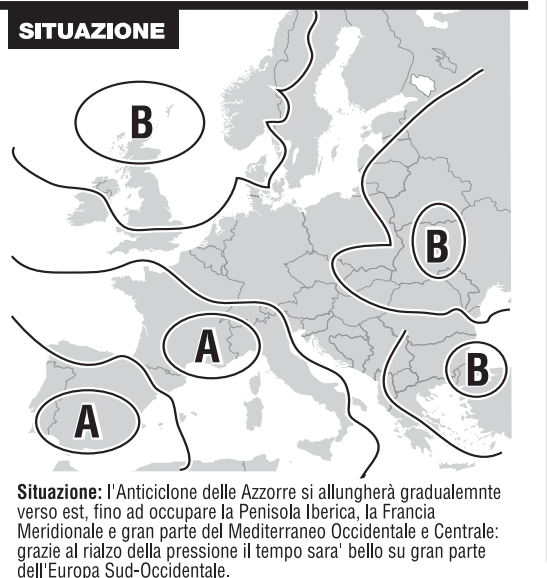 SITUAZIONE
B
B
A
B
A
Situazione: l'Anticiclone delle Azzorre si allungherà gradualemnte
verso est, fino ad occupare la Penisola Iberica, la Francia
Meridionale e gran parte del Mediterraneo Occidentale e Centrale:
grazie al rialzo della pressione il tempo sara' bello su gran parte
dell'Europa Sud-Occidentale.